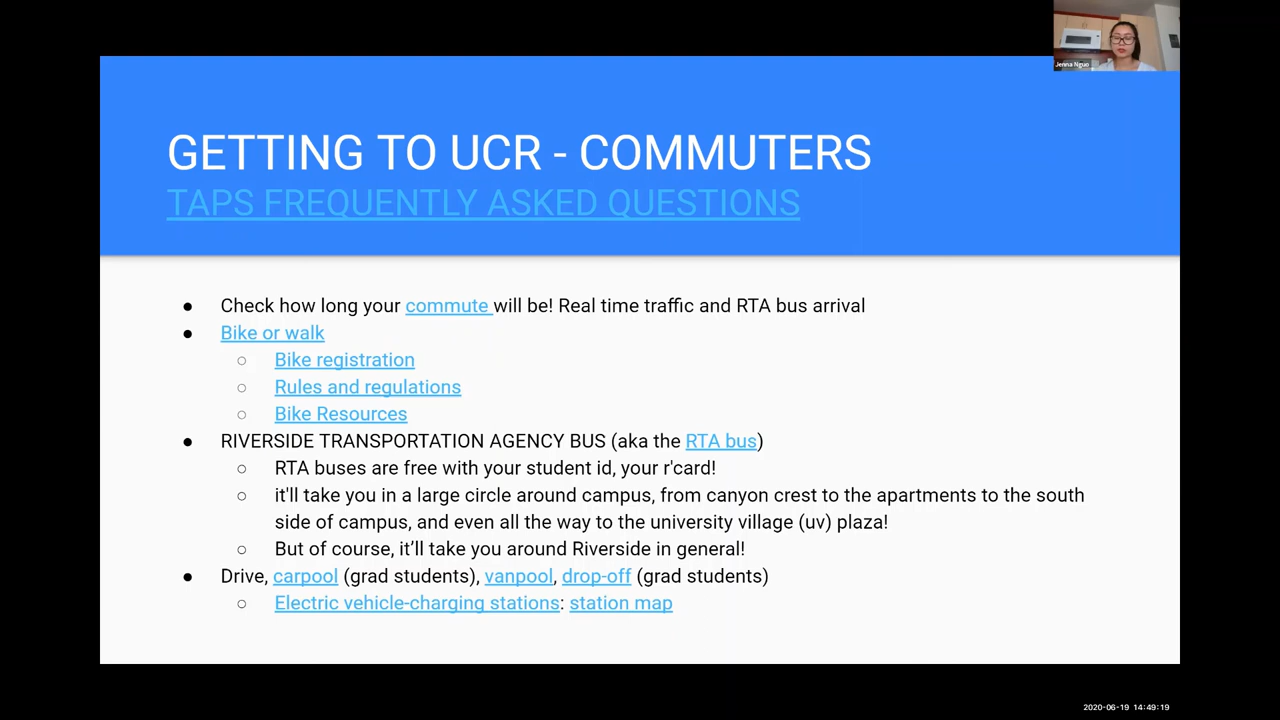 Jenna Nguo
GETTING TO UCR - COMMUTERS
TAPS FREQUENTLY ASKED QUESTIONS
● Check how long your commute will be! Real time traffic and RTA bus arrival
● Bike or walk
○ Bike registration
○ Rules and regulations
○ Bike Resources
● RIVERSIDE TRANSPORTATION AGENCY BUS (aka the RTA bus)
○ RTA buses are free with your student id, your r'card!
○ it'll take you in a large circle around campus, from canyon crest to the apartments to the south
side of campus, and even all the way to the university village (uv) plaza!
○ But of course, it’ll take you around Riverside in general!
● Drive, carpool (grad students), vanpool, drop-off (grad students)
○ Electric vehicle-charging stations: station map
2020-06-19 14:49:19